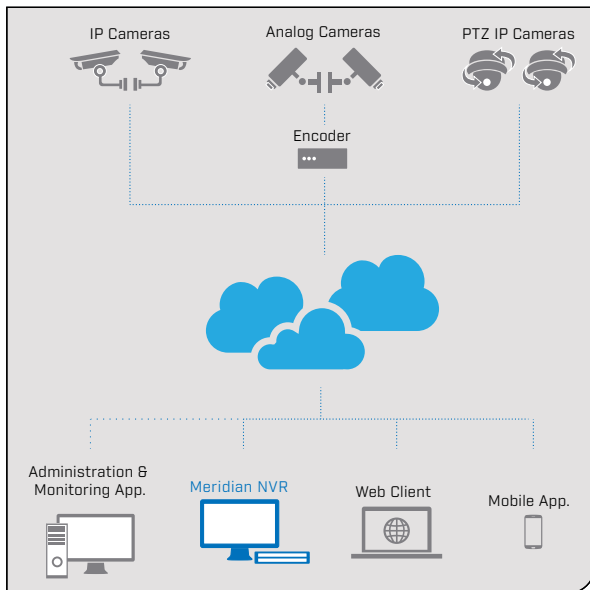 IP Cameras
Analog Cameras
PTZ IP Cameras
Encoder
Administration &
Monitoring App.
Meridian NVR
Web Client
Mobile App.